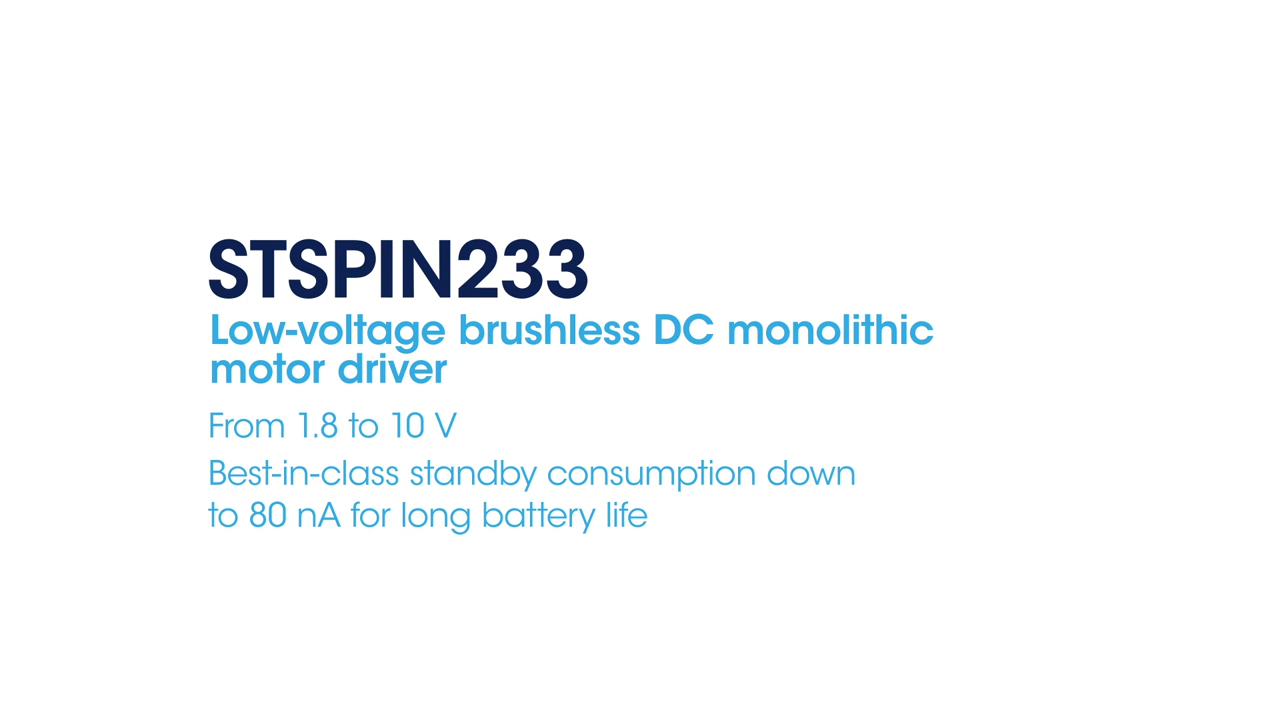 STSPIN233
Low-voltage brushless DC monolithic
motor driver
From 1.8 to 10 V
Best-in-class standby consumption down
to 80 nA for long battery life